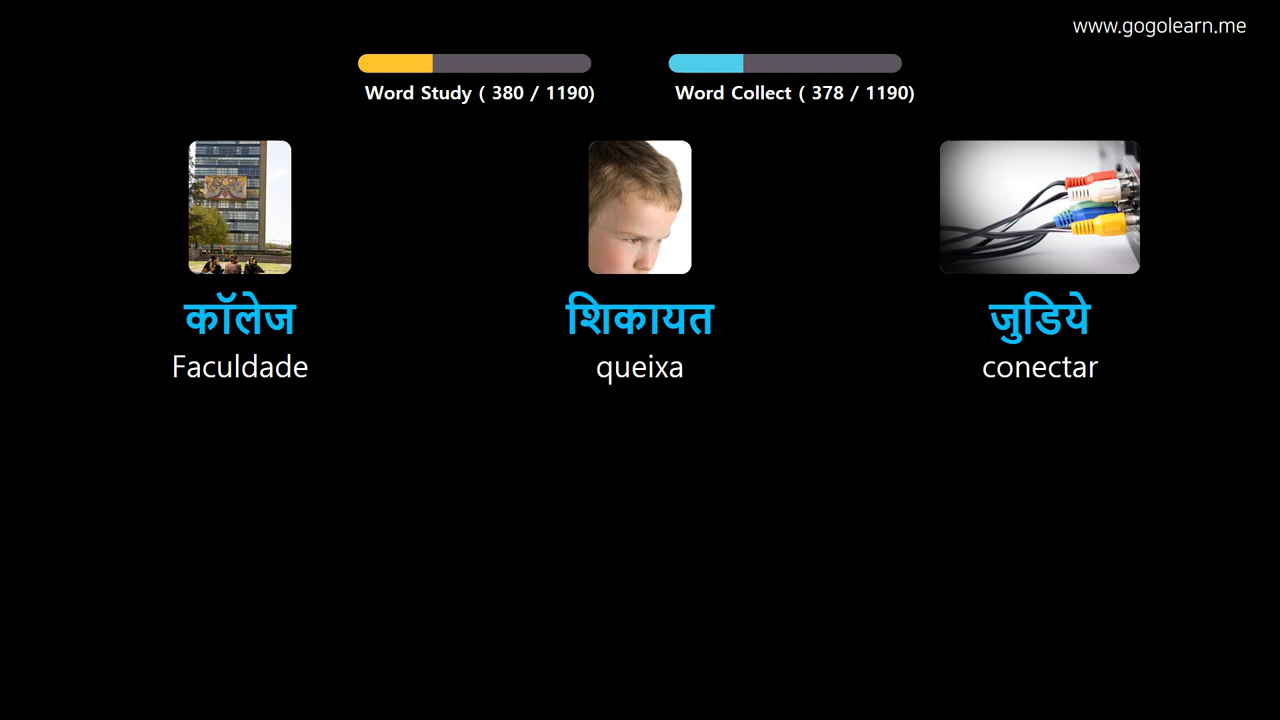 www.gogolearn.me
Word Study ( 380 / 1190)
Word Collect ( 378 / 1190)
कॉलेज
शिकायत
जुडिये
Faculdade
queixa
conectar